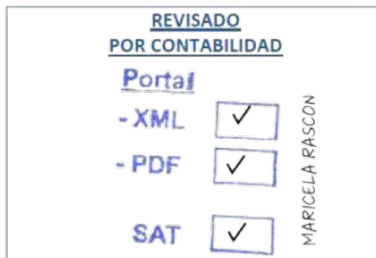 REVISADO
POR CONTABILIDAD
Portal
- XML ✓
- PDF ✓
SAT ✓
MARICELA RASCON